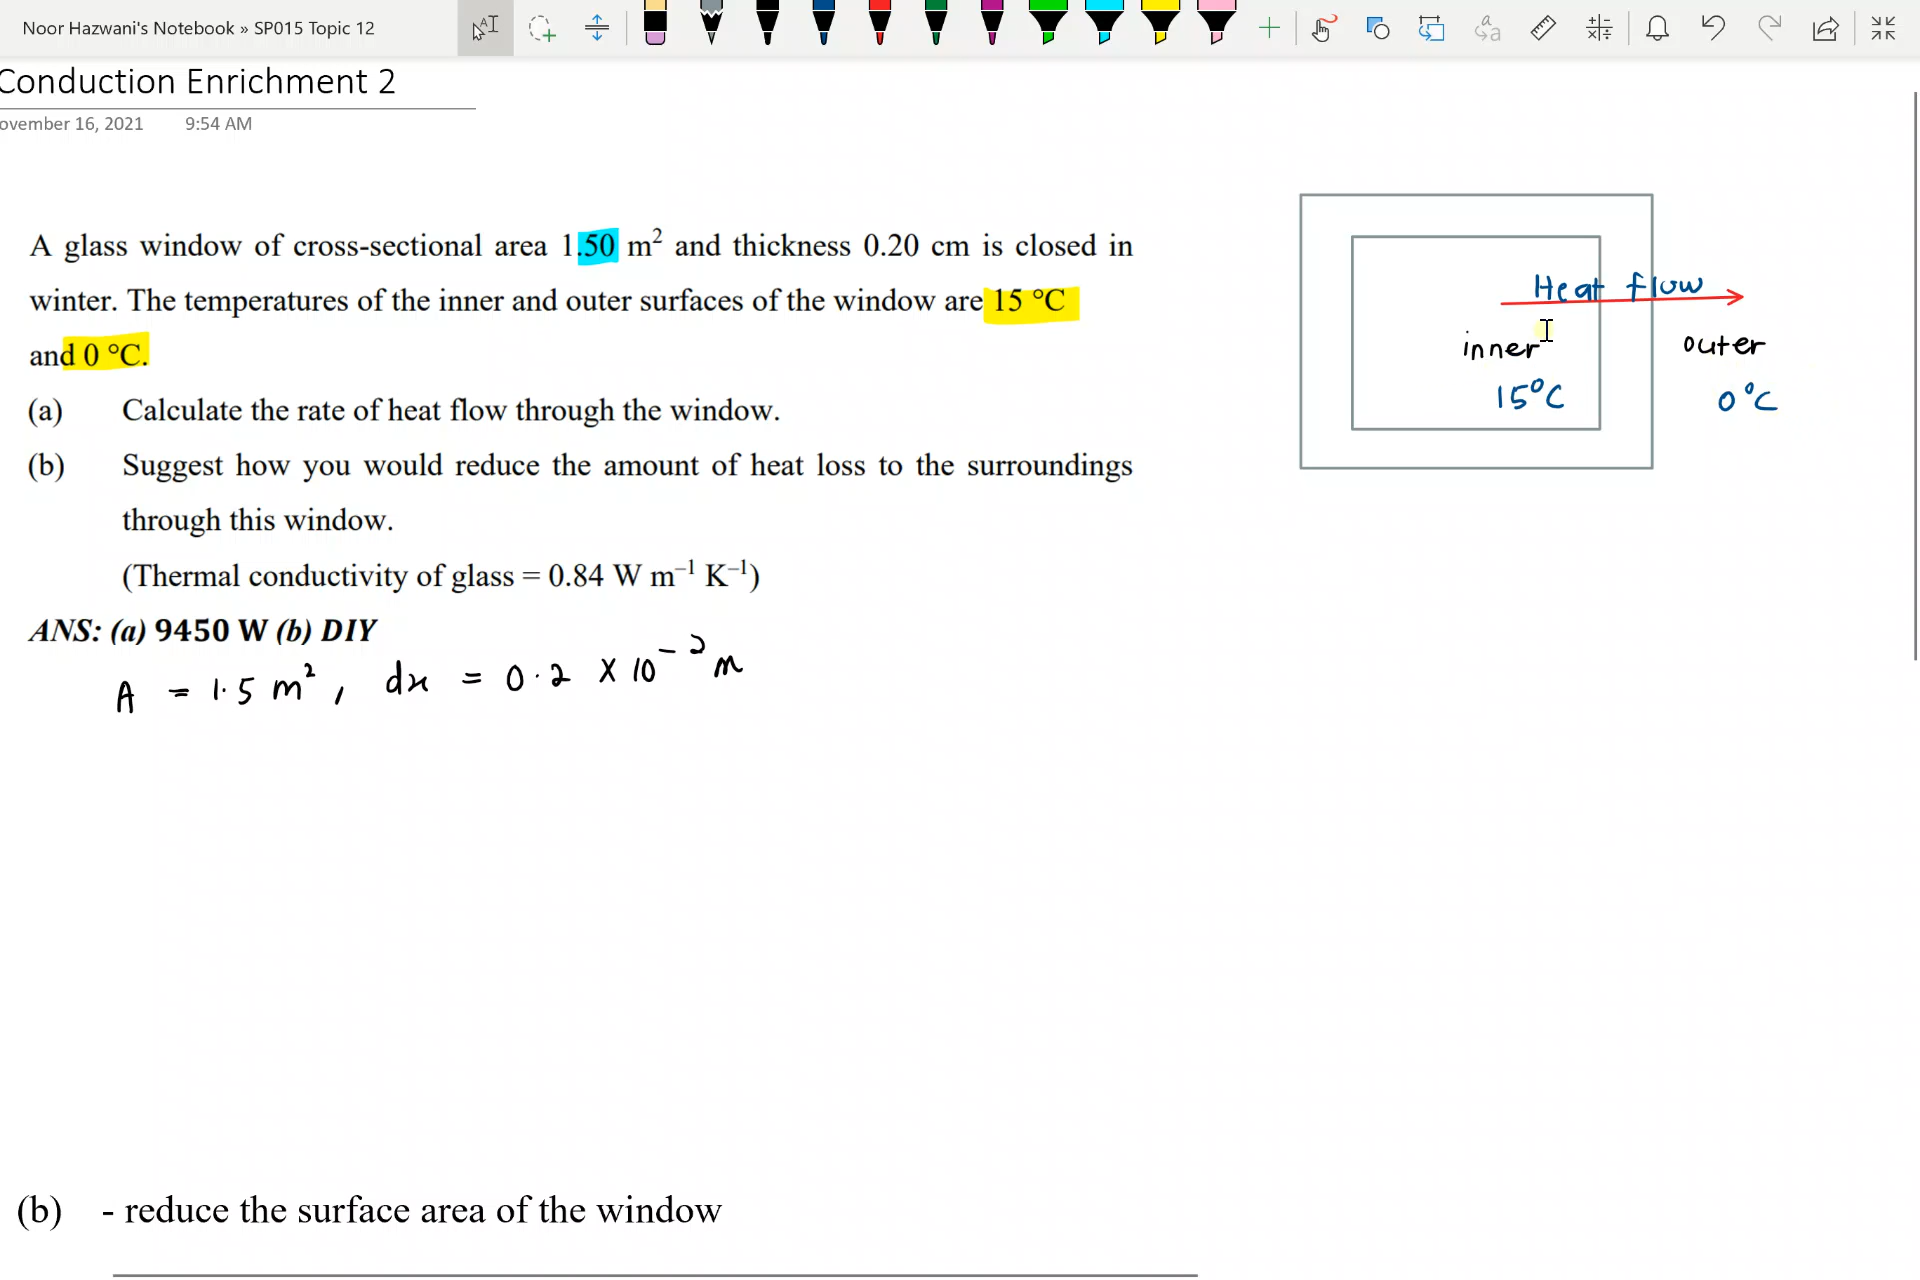 Noor Hazwani's Notebook » SP015 Topic 12
Conduction Enrichment 2
ovember 16, 2021 9:54 AM
A glass window of cross-sectional area 1.50 m² and thickness 0.20 cm is closed in
winter. The temperatures of the inner and outer surfaces of the window are 15 °C
and 0 °C.
(a) Calculate the rate of heat flow through the window.
(b) Suggest how you would reduce the amount of heat loss to the surroundings
through this window.
(Thermal conductivity of glass = 0.84 W m⁻¹ K⁻¹)
ANS: (a) 9450 W (b) DIY
A = 1.5 m², dx = 0.2 × 10⁻² m
Heat flow
inner outer
15°C 0°C
(b) - reduce the surface area of the window